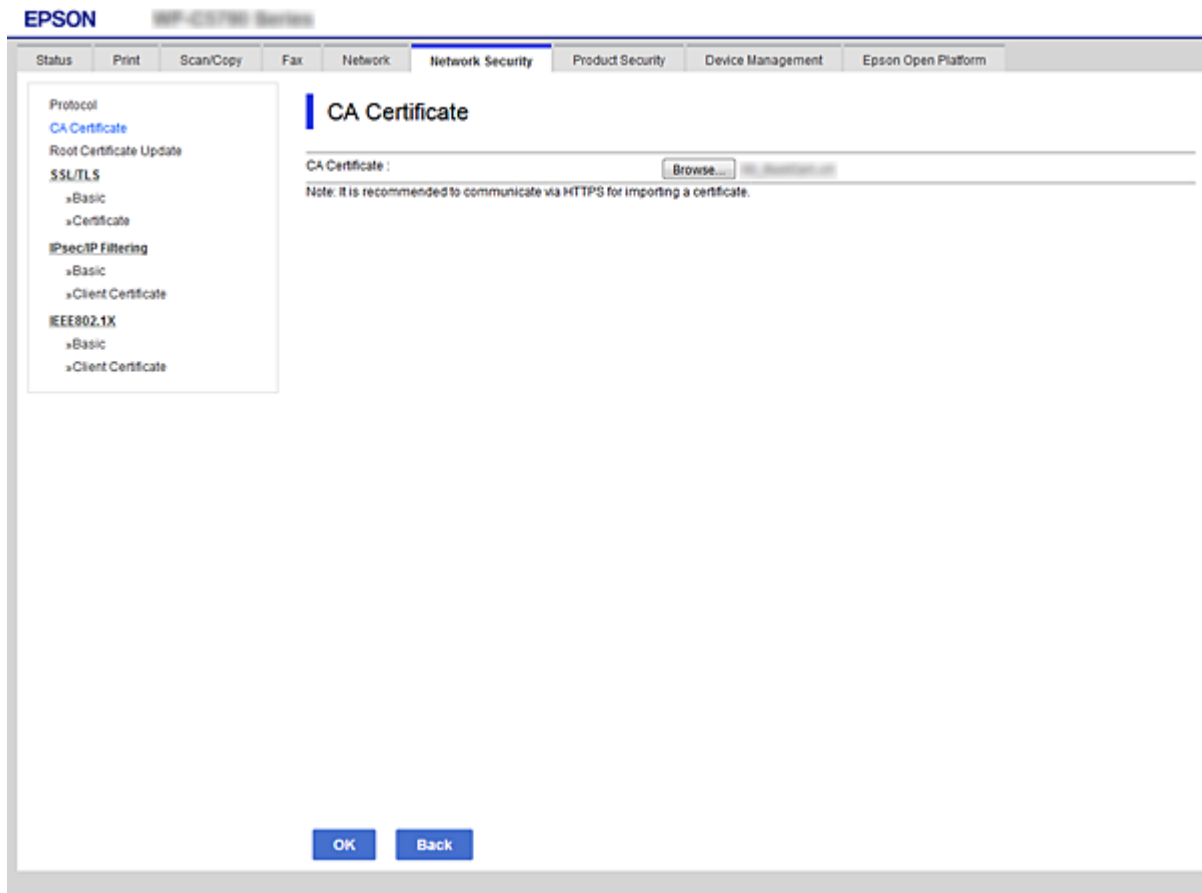 EPSON
Status Print Scan/Copy Fax Network Network Security Product Security Device Management Epson Open Platform
Protocol
CA Certificate
Root Certificate Update
SSL/TLS
»Basic
»Certificate
IPsec/IP Filtering
»Basic
»Client Certificate
IEEE802.1X
»Basic
»Client Certificate
CA Certificate
CA Certificate :
Browse...
Note: It is recommended to communicate via HTTPS for importing a certificate.
OK Back